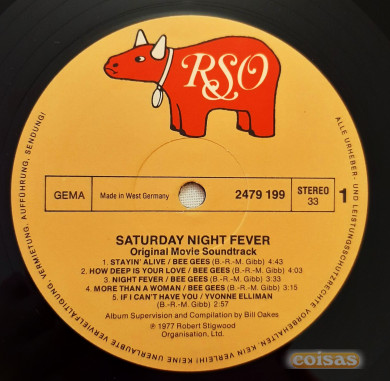 RSO
GEMA
Made in West Germany
2479 199
STEREO
33
1
SATURDAY NIGHT FEVER
Original Movie Soundtrack
1. STAYIN' ALIVE / BEE GEES (B.-R.-M. Gibb) 4:43
2. HOW DEEP IS YOUR LOVE / BEE GEES (B.-R.-M. Gibb) 4:03
3. NIGHT FEVER / BEE GEES (B.-R.-M. Gibb) 3:33
4. MORE THAN A WOMAN / BEE GEES (B.-R.-M. Gibb) 3:15
5. IF I CAN'T HAVE YOU / YVONNE ELLIMAN
(B.-R.-M. Gibb) 2:57
Album Supervision and Compilation by Bill Oakes
℗ 1977 Robert Stigwood
Organisation, Ltd.
ALLE URHEBER- UND LEISTUNGSSCHUTZRECHTE VORBEHALTEN. KEIN VERLEIH! KEINE UNERLAUBTE VERVIELFÄLTIGUNG, VERMIETUNG, AUFFÜHRUNG, SENDUNG!
coisas